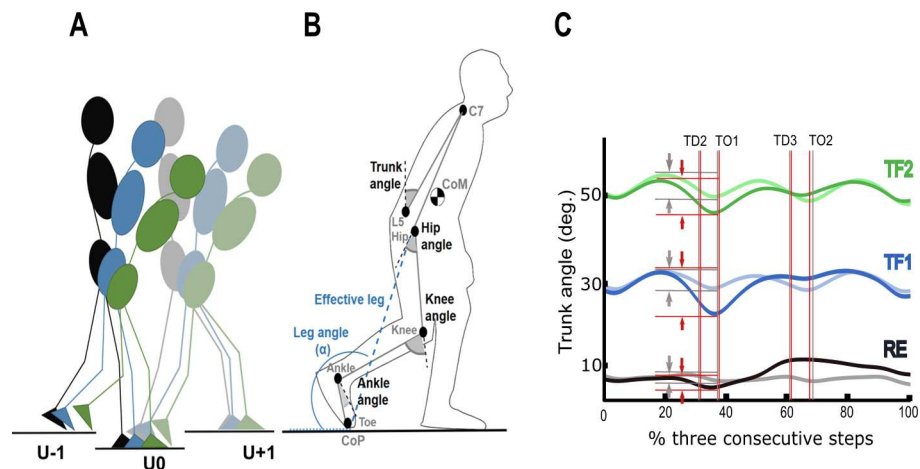 A
B
C
U-1
U0
U+1
C7
Trunk
angle
CoM
L5
Hip
Hip
angle
Effective leg
Knee
angle
Knee
Leg angle
(α)
Ankle
Ankle
angle
Toe
CoP
TD2
TO1
TD3
TO2
TF2
TF1
RE
Trunk angle (deg.)
50
30
10
0
20
40
60
80
100
% three consecutive steps